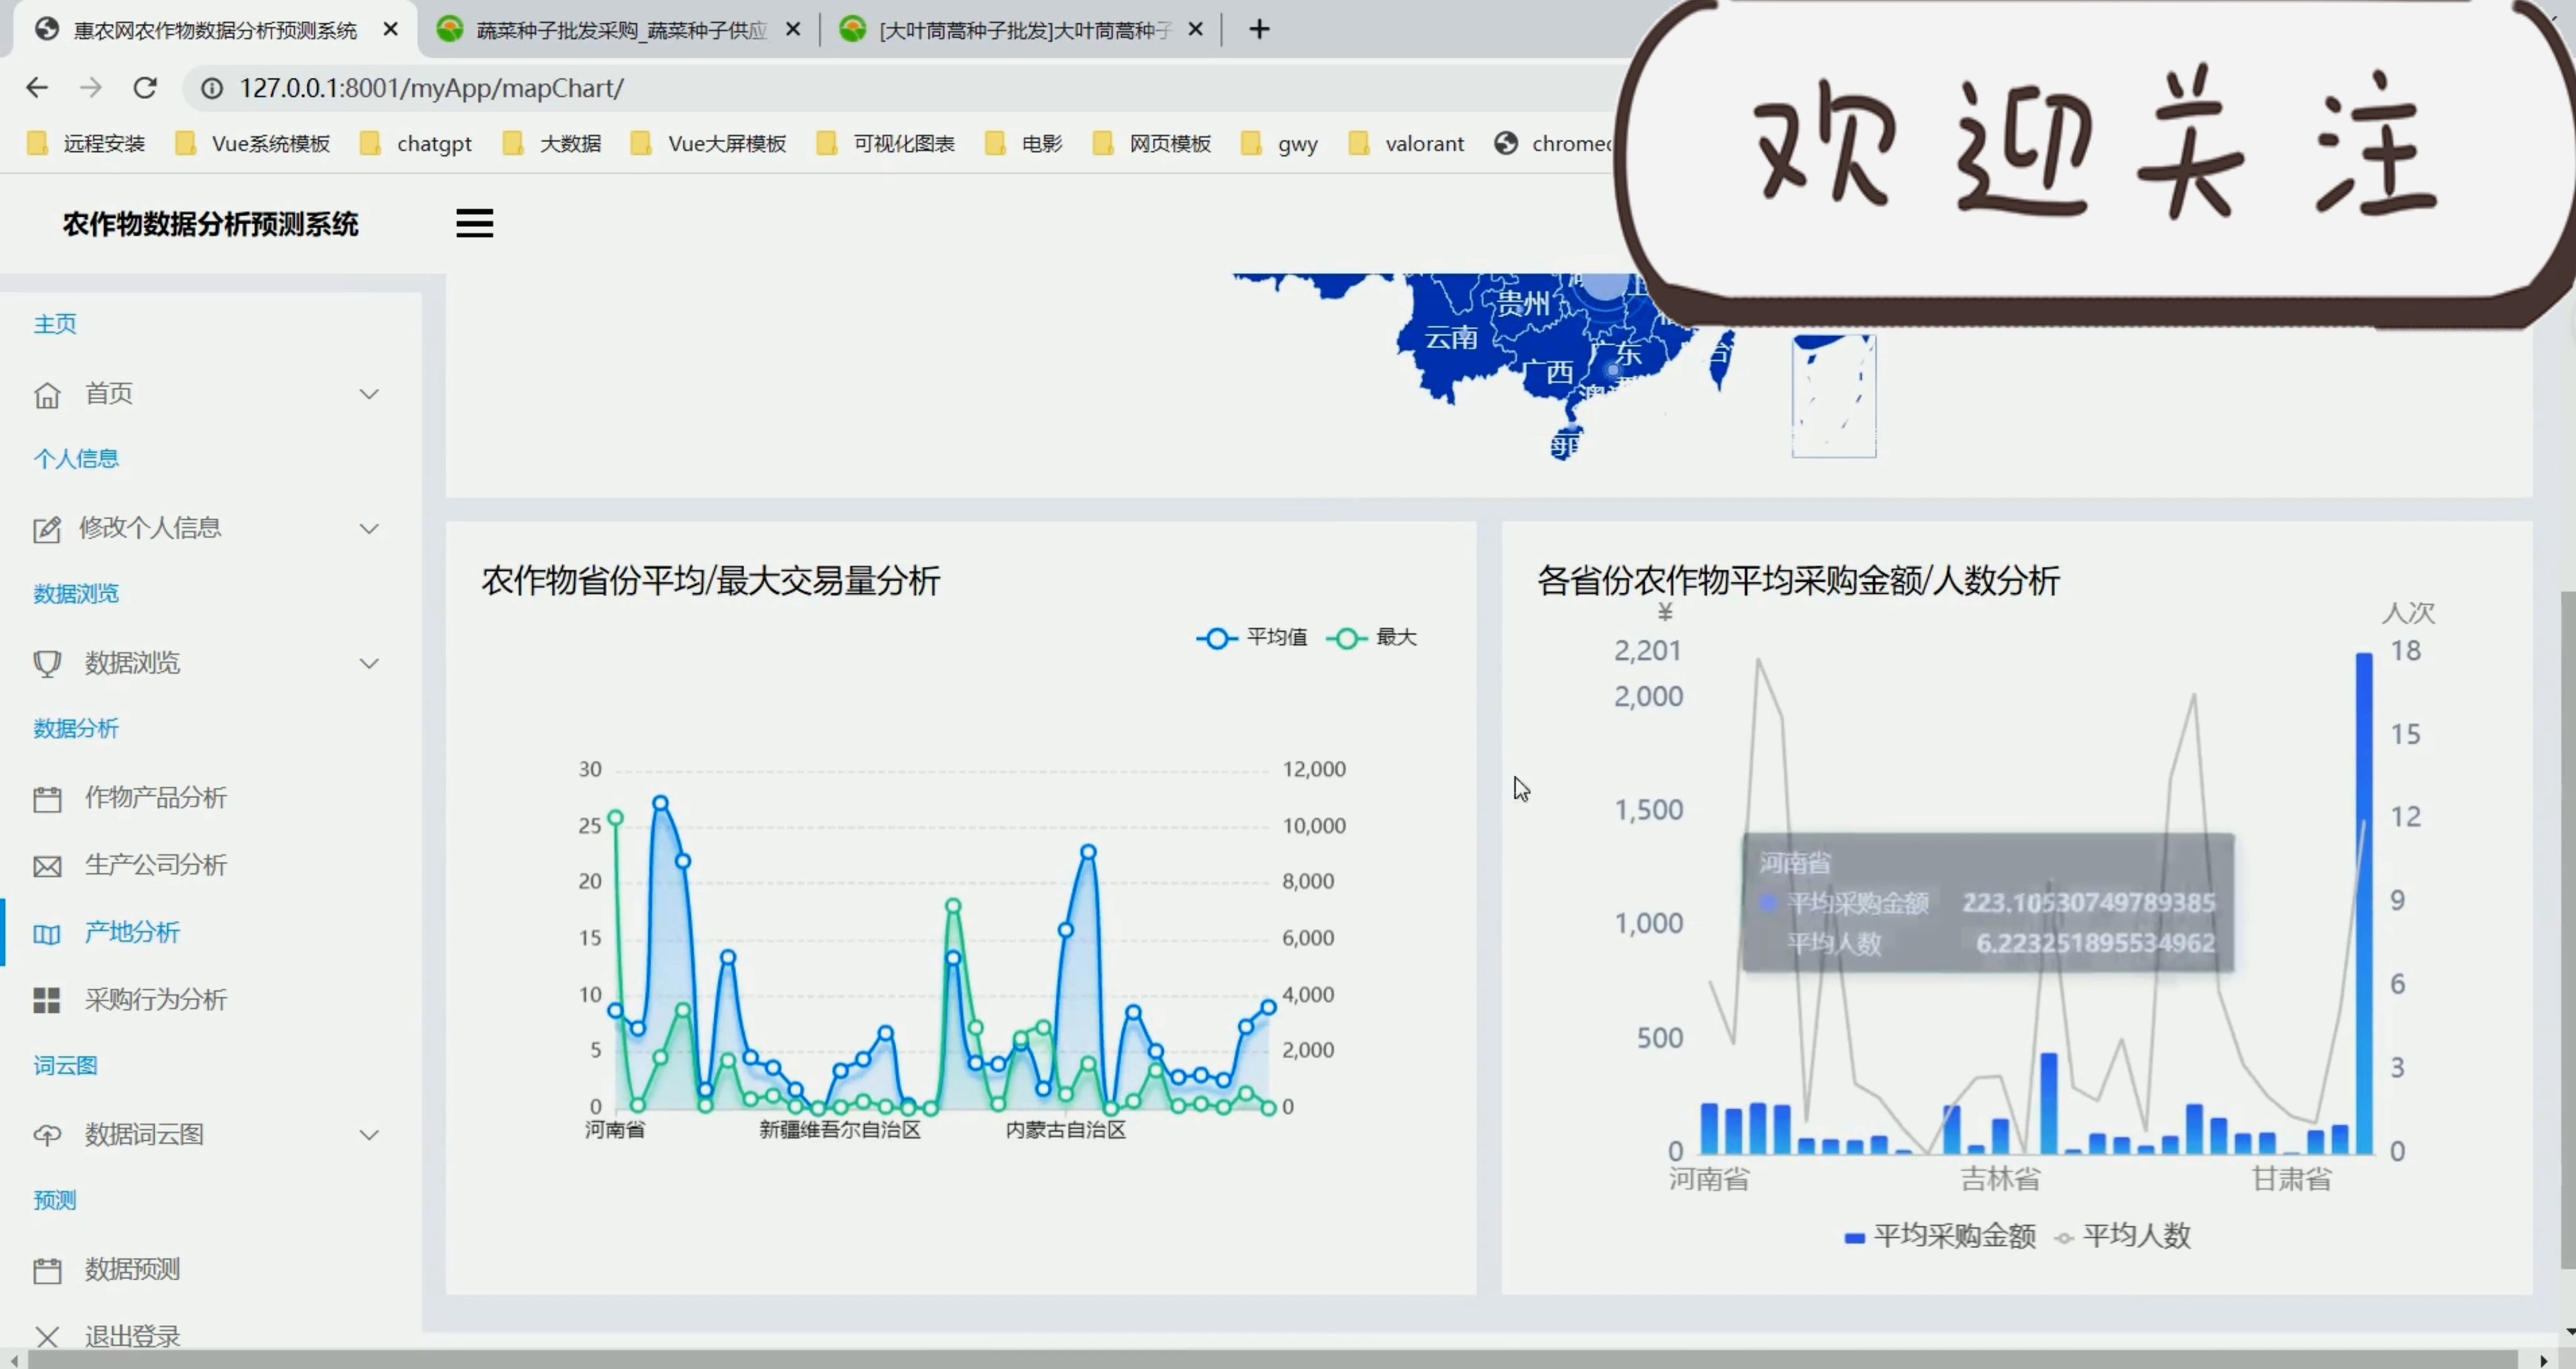 惠农网农作物数据分析预测系统
蔬菜种子批发采购_蔬菜种子供应
[大叶茼蒿种子批发]大叶茼蒿种子
127.0.0.1:8001/myApp/mapChart/
远程安装 Vue系统模板 chatgpt 大数据 Vue大屏模板 可视化图表 电影 网页模板 gwy valorant
欢迎关注
农作物数据分析预测系统
主页
首页
个人信息
修改个人信息
数据浏览
数据浏览
数据分析
作物产品分析
生产公司分析
产地分析
采购行为分析
词云图
数据词云图
预测
数据预测
退出登录
贵州
云南
广东
广西
农作物省份平均/最大交易量分析
平均值 最大
30 12,000
25 10,000
20 8,000
15 6,000
10 4,000
5 2,000
0 0
河南省 新疆维吾尔自治区 内蒙古自治区
各省份农作物平均采购金额/人数分析
¥ 人次
2,201 18
2,000
15
1,500 12
1,000 9
6
500
3
0 0
河南省
平均采购金额 223.10530749789385
平均人数 6.223251895534962
河南省 吉林省 甘肃省
平均采购金额 平均人数